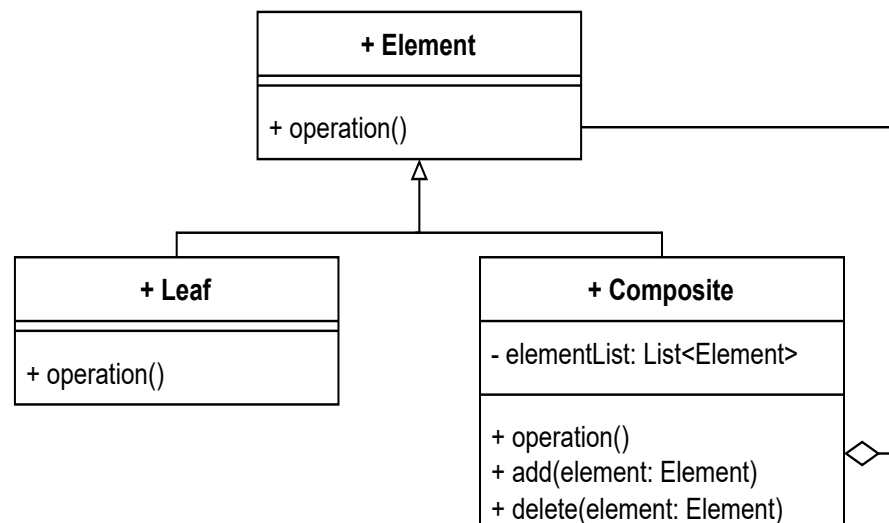 + Element
+ operation()
+ Leaf
+ operation()
+ Composite
- elementList: List<Element>
+ operation()
+ add(element: Element)
+ delete(element: Element)